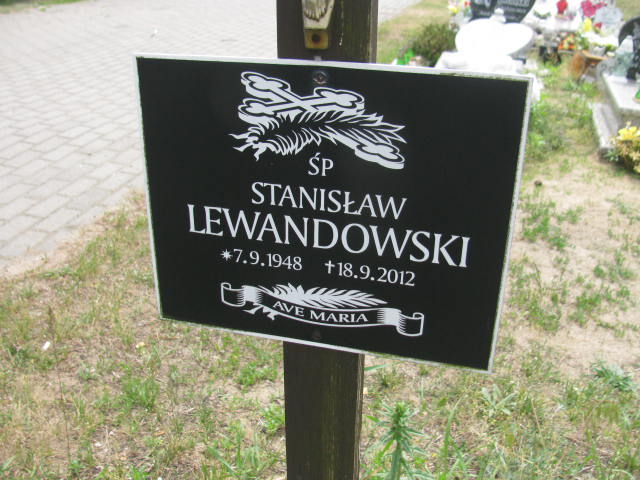 ŚP
STANISŁAW
LEWANDOWSKI
*7.9.1948 †18.9.2012
AVE MARIA